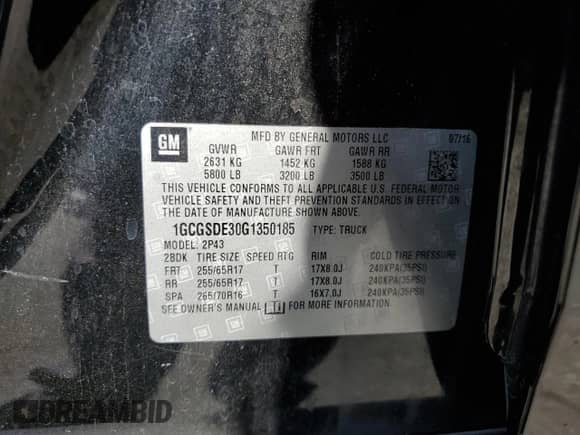 GM
MFD BY GENERAL MOTORS LLC 07/16
GVWR GAWR FRT GAWR RR
2631 KG 1452 KG 1588 KG
5800 LB 3200 LB 3500 LB
THIS VEHICLE CONFORMS TO ALL APPLICABLE U.S. FEDERAL MOTOR
VEHICLE SAFETY AND THEFT PREVENTION STANDARDS IN EFFECT ON
THE DATE OF MANUFACTURE SHOWN ABOVE.
1GCGSDE30G1350185 TYPE: TRUCK
MODEL: 2P43
2BDK TIRE SIZE SPEED RTG RIM COLD TIRE PRESSURE
FRT 255/65R17 T 17X8.0J 240KPA(35PSI)
RR 255/65R17 T 17X8.0J 240KPA(35PSI)
SPA 265/70R16 T 16X7.0J 240KPA(35PSI)
SEE OWNER'S MANUAL FOR MORE INFORMATION.
DREAMBID